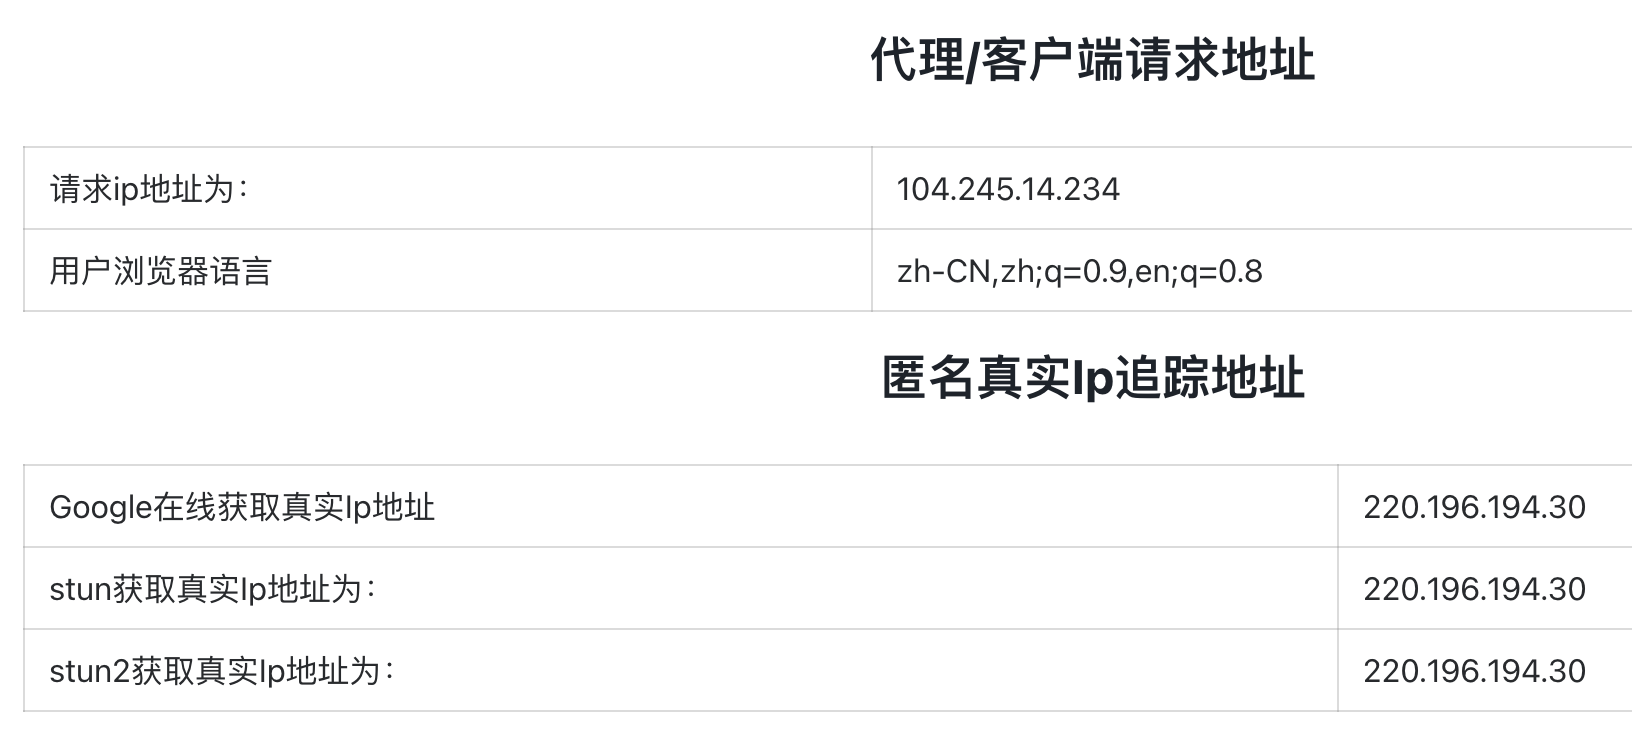 代理/客户端请求地址
请求ip地址为： 104.245.14.234
用户浏览器语言 zh-CN,zh;q=0.9,en;q=0.8
匿名真实Ip追踪地址
Google在线获取真实Ip地址 220.196.194.30
stun获取真实Ip地址为： 220.196.194.30
stun2获取真实Ip地址为： 220.196.194.30